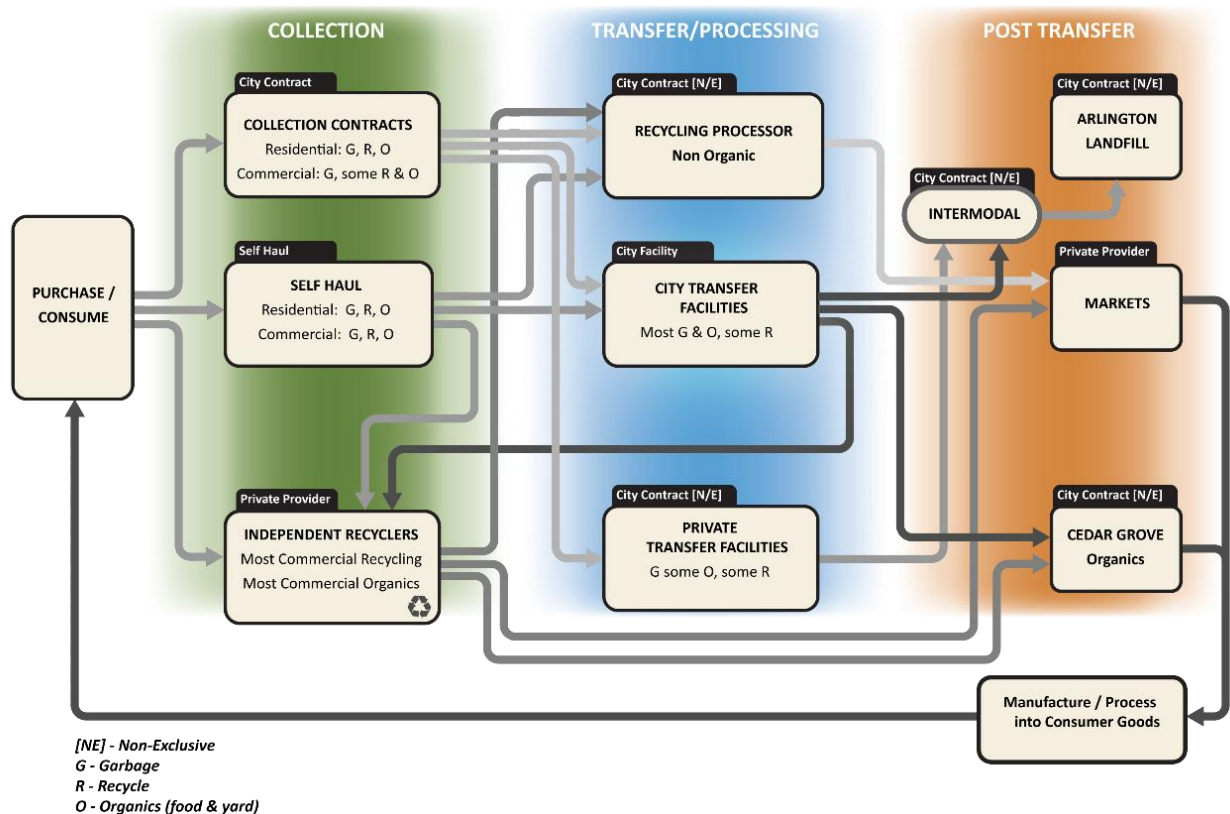 COLLECTION
TRANSFER/PROCESSING
POST TRANSFER
City Contract
COLLECTION CONTRACTS
Residential: G, R, O
Commercial: G, some R & O
City Contract [N/E]
RECYCLING PROCESSOR
Non Organic
City Contract [N/E]
ARLINGTON
LANDFILL
City Contract [N/E]
INTERMODAL
PURCHASE /
CONSUME
Self Haul
SELF HAUL
Residential: G, R, O
Commercial: G, R, O
City Facility
CITY TRANSFER
FACILITIES
Most G & O, some R
Private Provider
MARKETS
Private Provider
INDEPENDENT RECYCLERS
Most Commercial Recycling
Most Commercial Organics
City Contract [N/E]
PRIVATE
TRANSFER FACILITIES
G some O, some R
City Contract [N/E]
CEDAR GROVE
Organics
Manufacture / Process
into Consumer Goods
[NE] - Non-Exclusive
G - Garbage
R - Recycle
O - Organics (food & yard)